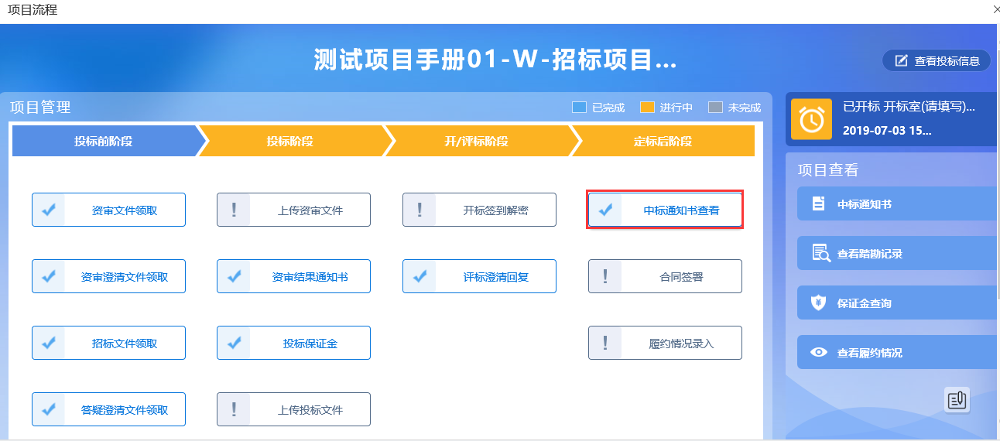 项目流程
测试项目手册01-W-招标项目...
查看投标信息
项目管理
已完成
进行中
未完成
投标前阶段
投标阶段
开/评标阶段
定标后阶段
资审文件领取
上传资审文件
开标签到解密
中标通知书查看
资审澄清文件领取
资审结果通知书
评标澄清回复
合同签署
招标文件领取
投标保证金
履约情况录入
答疑澄清文件领取
上传投标文件
已开标 开标室(请填写)...
2019-07-03 15...
项目查看
中标通知书
查看踏勘记录
保证金查询
查看履约情况